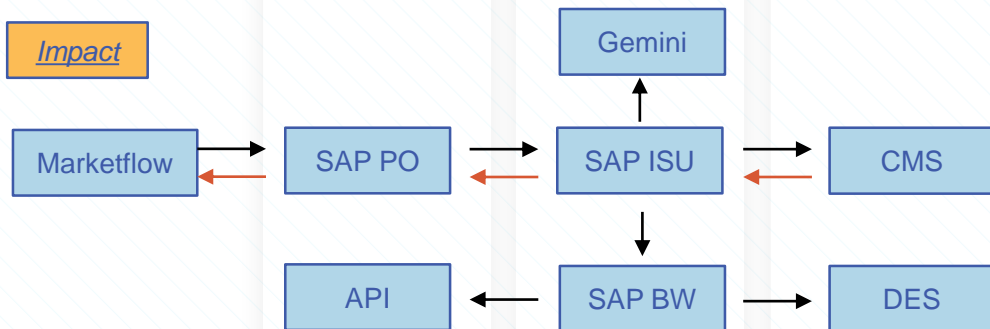 Gemini
Impact
Marketflow
SAP PO
SAP ISU
CMS
API
SAP BW
DES